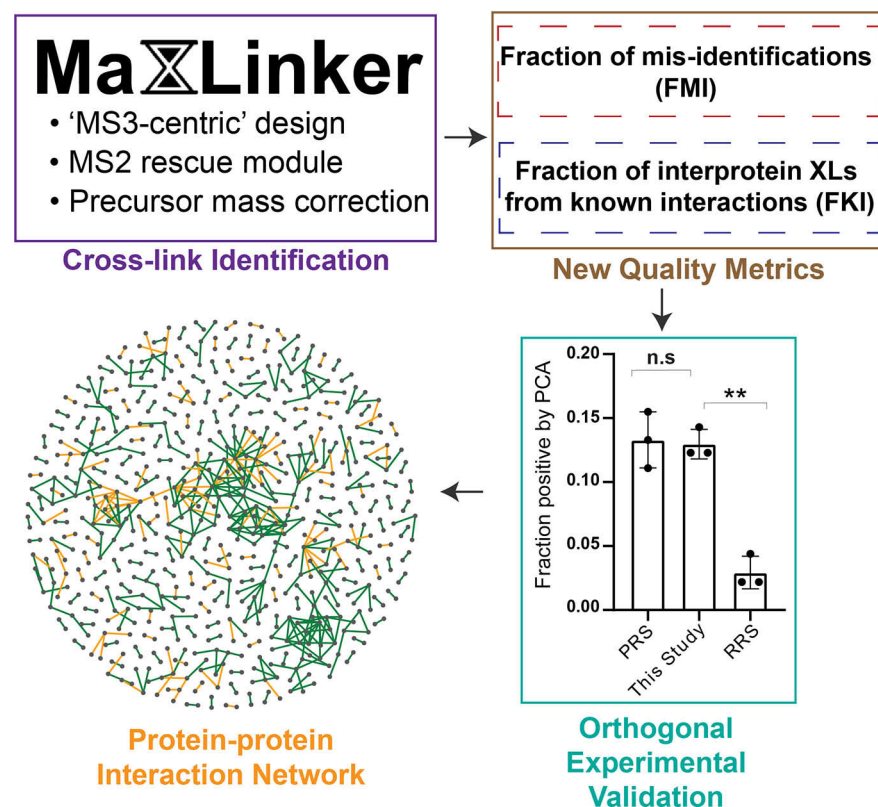 MaXLinker
• ‘MS3-centric’ design
• MS2 rescue module
• Precursor mass correction
Cross-link Identification
Fraction of mis-identifications
(FMI)
Fraction of interprotein XLs
from known interactions (FKI)
New Quality Metrics
Fraction positive by PCA
0.20
0.15
0.10
0.05
0.00
n.s
**
PRS
This Study
RRS
Orthogonal
Experimental
Validation
Protein-protein
Interaction Network